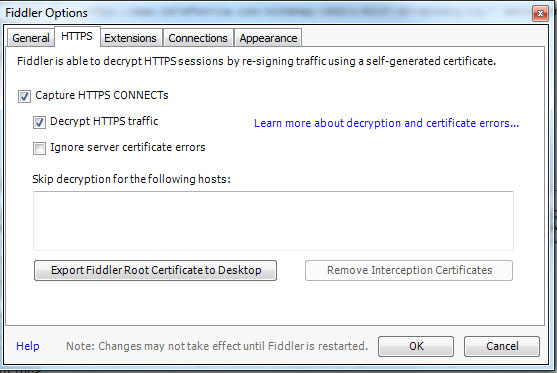 Fiddler Options
General HTTPS Extensions Connections Appearance
Fiddler is able to decrypt HTTPS sessions by re-signing traffic using a self-generated certificate.
Capture HTTPS CONNECTs
Decrypt HTTPS traffic Learn more about decryption and certificate errors...
Ignore server certificate errors
Skip decryption for the following hosts:
Export Fiddler Root Certificate to Desktop Remove Interception Certificates
Help Note: Changes may not take effect until Fiddler is restarted. OK Cancel